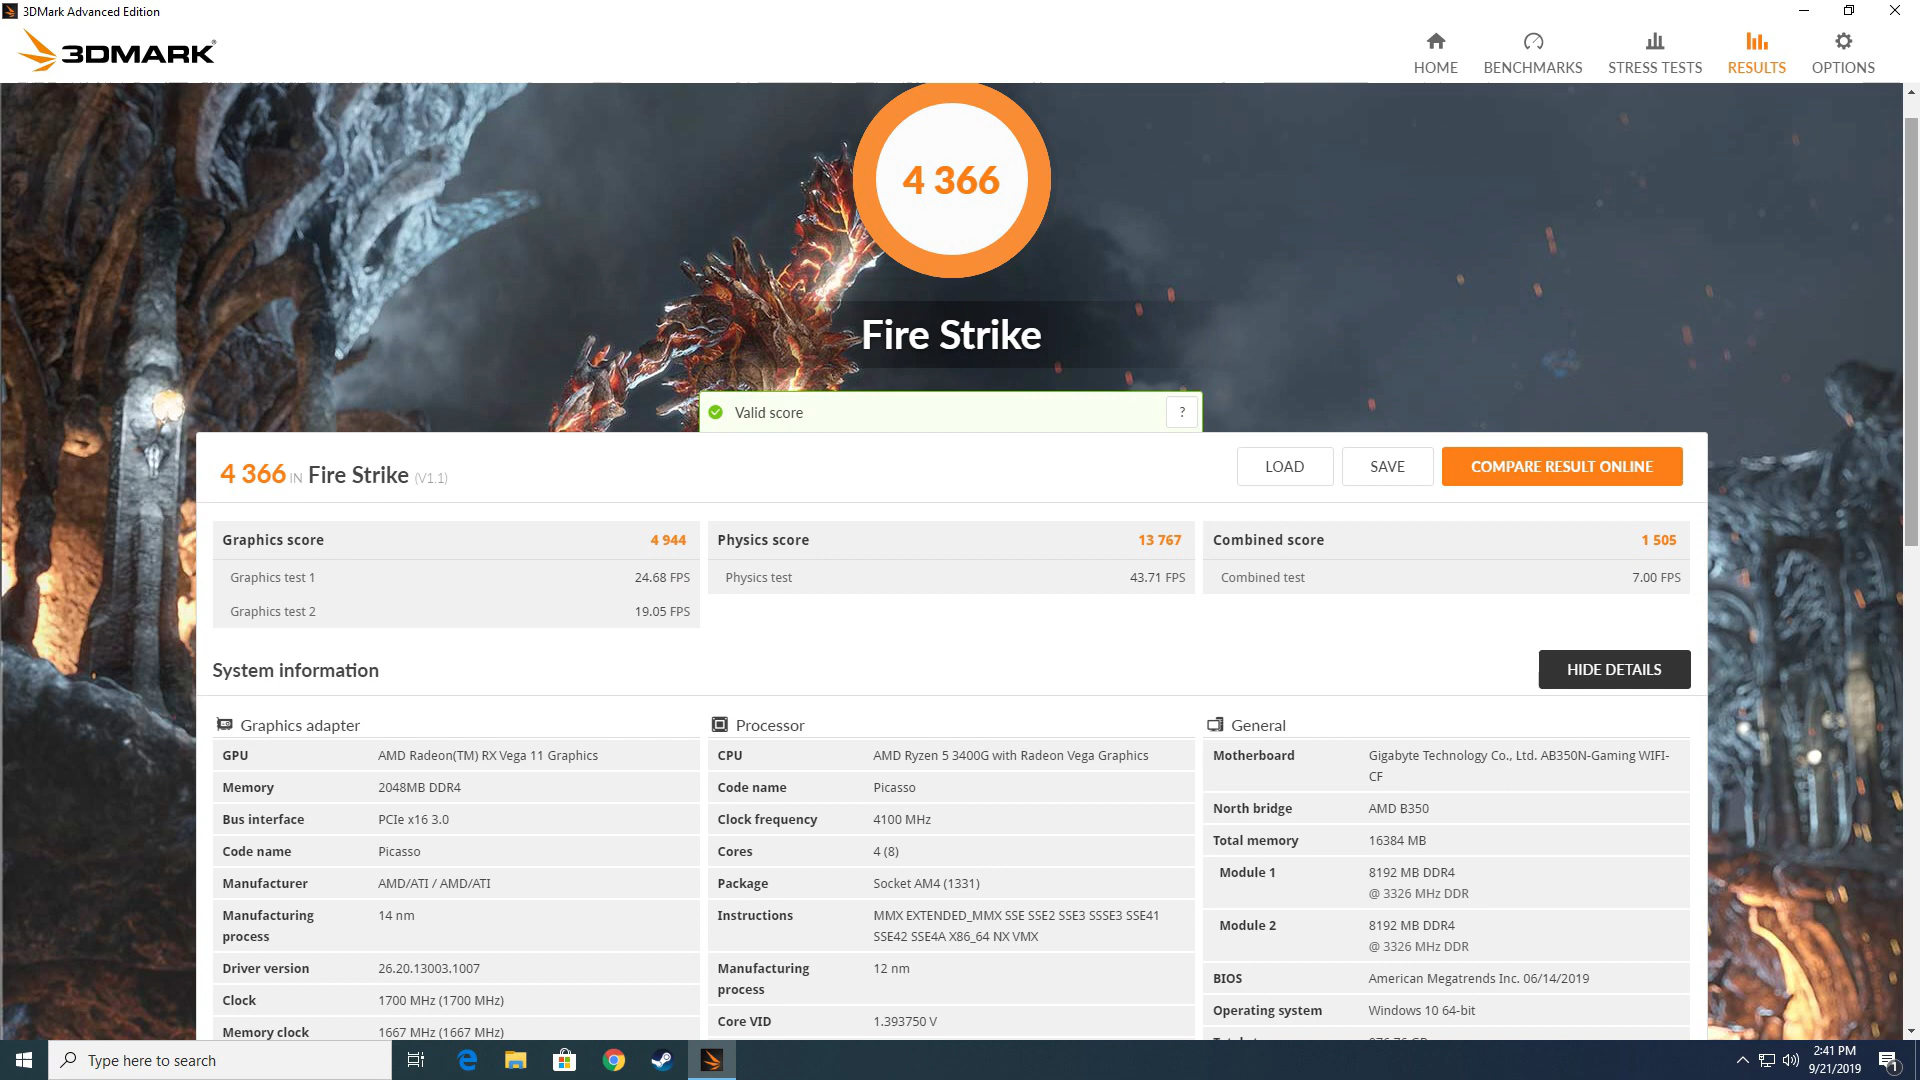 3DMark Advanced Edition
3DMARK®
HOME
BENCHMARKS
STRESS TESTS
RESULTS
OPTIONS
4 366
Fire Strike
Valid score
?
4 366 IN Fire Strike (V1.1)
LOAD
SAVE
COMPARE RESULT ONLINE
Graphics score 4 944
Graphics test 1 24.68 FPS
Graphics test 2 19.05 FPS
Physics score 13 767
Physics test 43.71 FPS
Combined score 1 505
Combined test 7.00 FPS
System information
HIDE DETAILS
Graphics adapter
GPU AMD Radeon(TM) RX Vega 11 Graphics
Memory 2048MB DDR4
Bus interface PCIe x16 3.0
Code name Picasso
Manufacturer AMD/ATI / AMD/ATI
Manufacturing 14 nm
process
Driver version 26.20.13003.1007
Clock 1700 MHz (1700 MHz)
Memory clock 1667 MHz (1667 MHz)
Processor
CPU AMD Ryzen 5 3400G with Radeon Vega Graphics
Code name Picasso
Clock frequency 4100 MHz
Cores 4 (8)
Package Socket AM4 (1331)
Instructions MMX EXTENDED_MMX SSE SSE2 SSE3 SSSE3 SSE41
SSE42 SSE4A X86_64 NX VMX
Manufacturing 12 nm
process
Core VID 1.393750 V
General
Motherboard Gigabyte Technology Co., Ltd. AB350N-Gaming WIFI-
CF
North bridge AMD B350
Total memory 16384 MB
Module 1 8192 MB DDR4
@ 3326 MHz DDR
Module 2 8192 MB DDR4
@ 3326 MHz DDR
BIOS American Megatrends Inc. 06/14/2019
Operating system Windows 10 64-bit
Type here to search
2:41 PM
9/21/2019
1